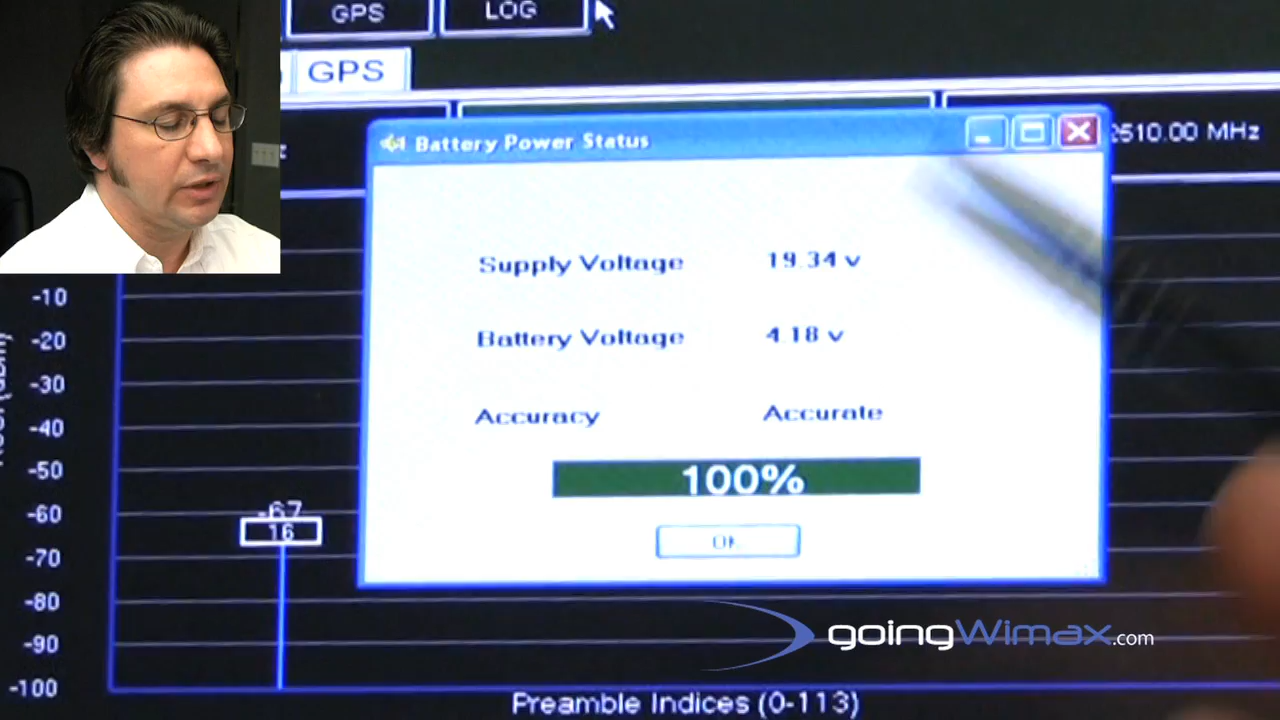 GPS
LOG
GPS
2510.00 MHz
Battery Power Status
Supply Voltage 19.34 v
Battery Voltage 4.18 v
Accuracy Accurate
100%
OK
-10
-20
-30
-40
-50
-60
-70
-80
-90
-100
-67
16
goingWimax.com
Preamble Indices (0-113)